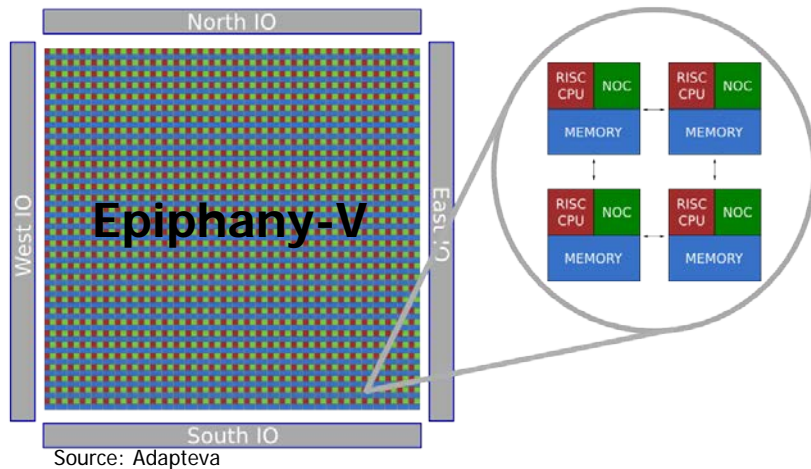 North IO
West IO
Epiphany-V
East IO
South IO
Source: Adapteva
RISC CPU NOC
MEMORY
RISC CPU NOC
MEMORY
RISC CPU NOC
MEMORY
RISC CPU NOC
MEMORY